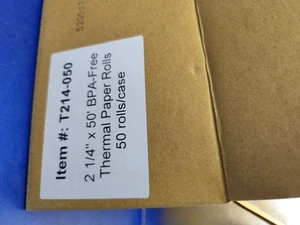 Item #: T214-050
2 1/4" x 50' BPA-Free
Thermal Paper Rolls
50 rolls/case